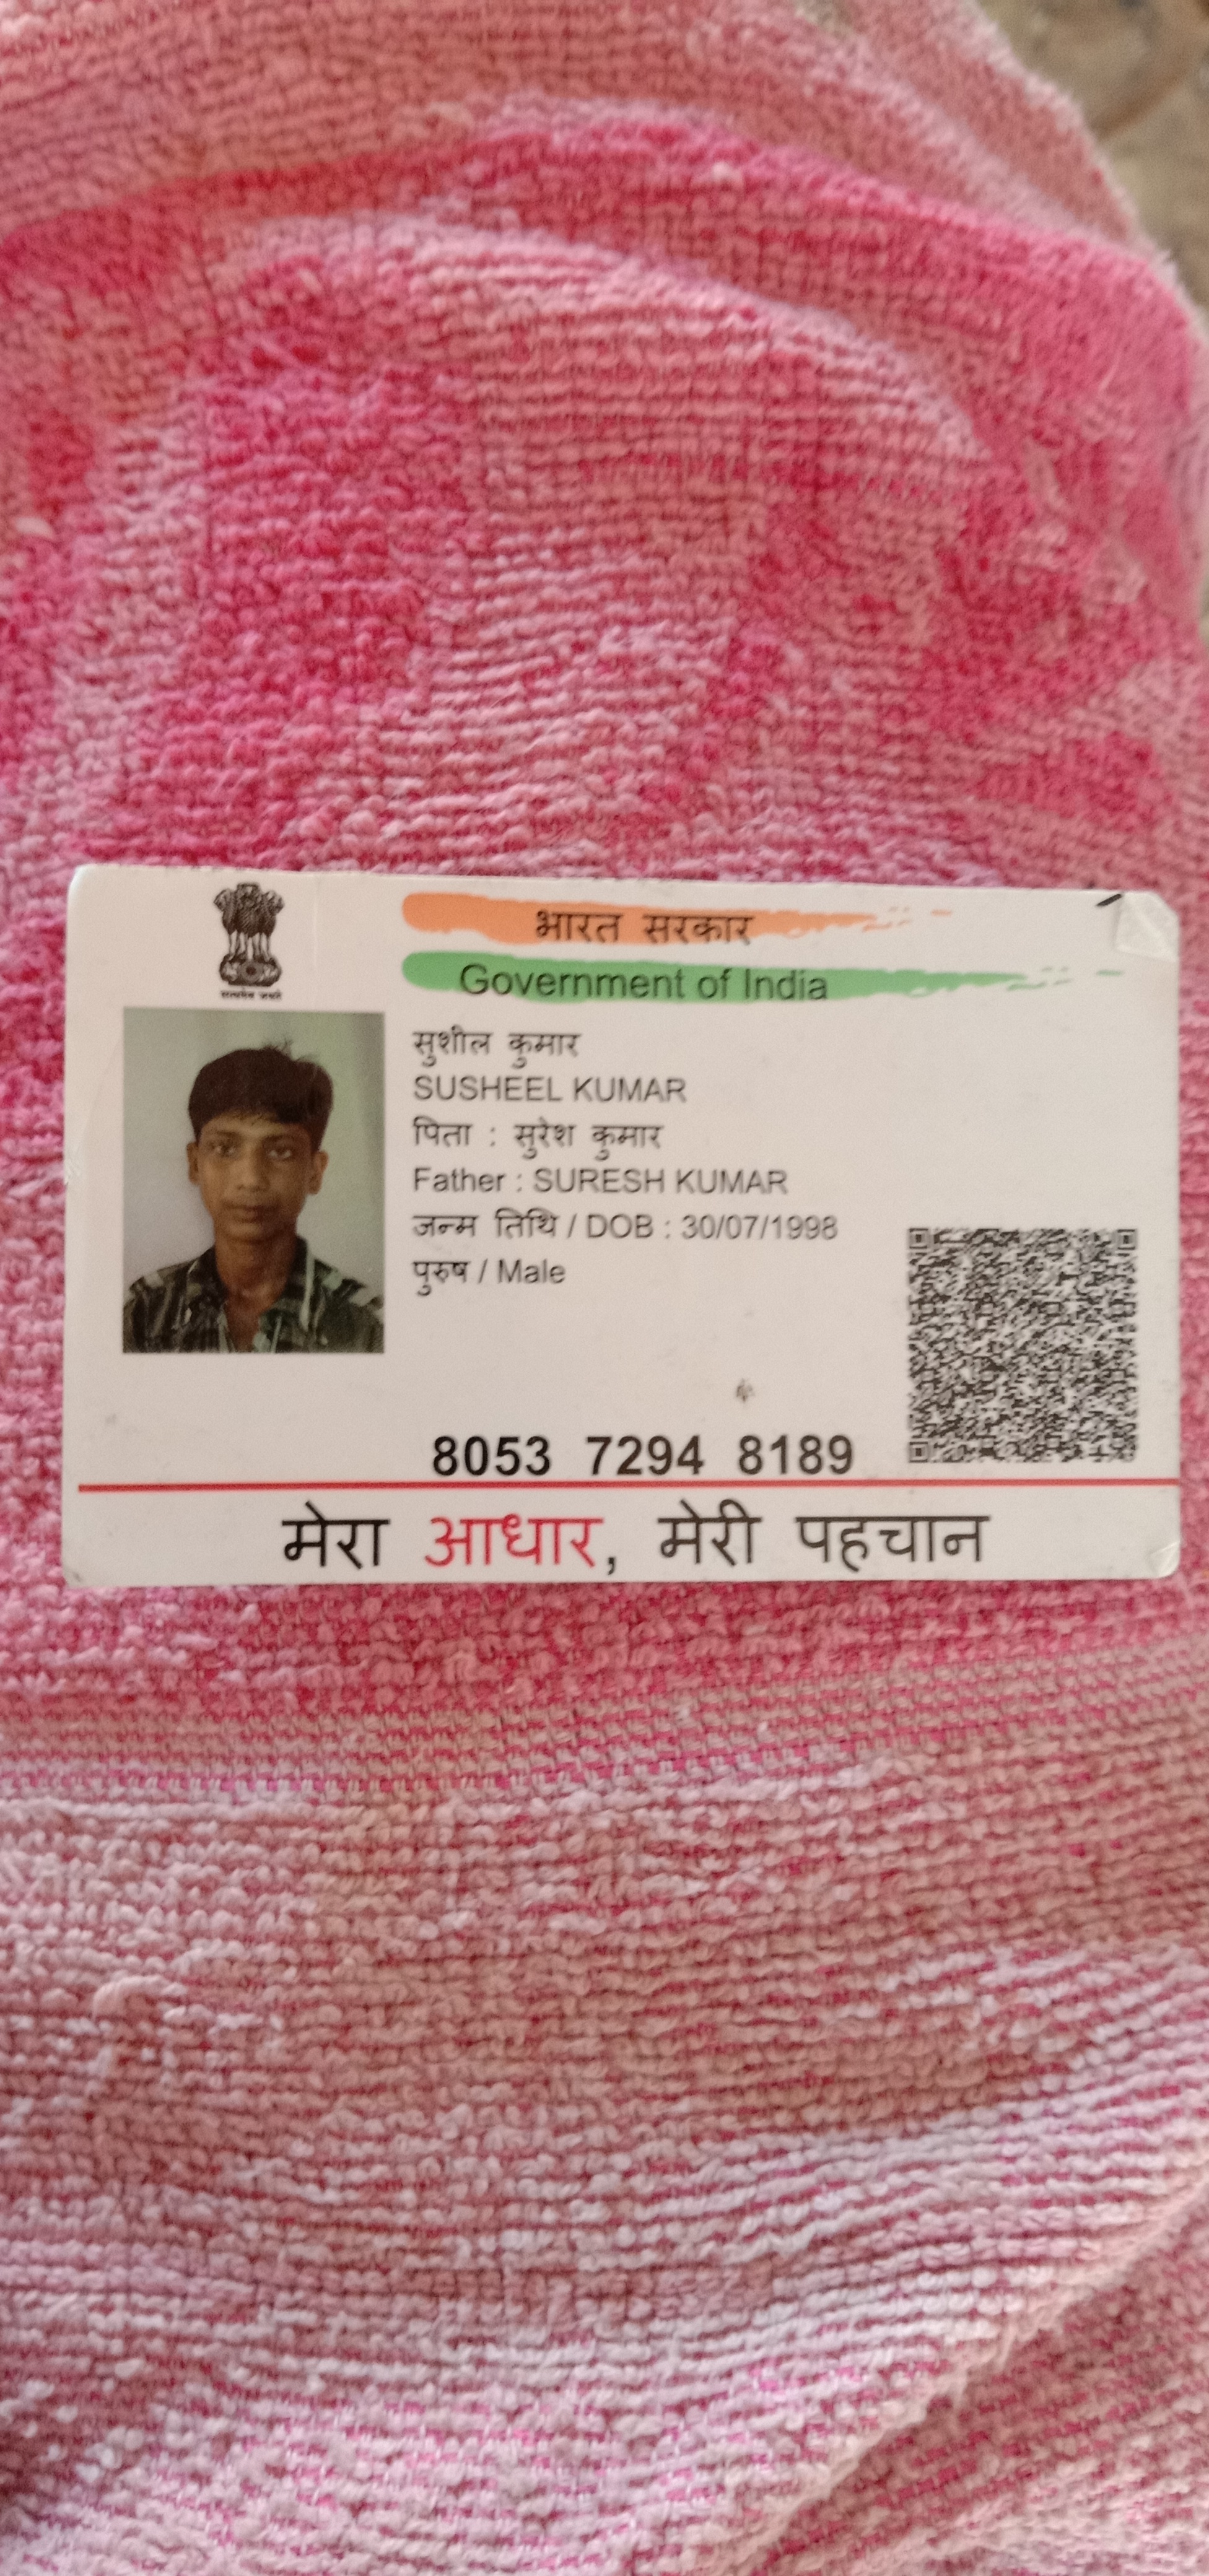 भारत सरकार
Government of India
सत्यमेव जयते
सुशील कुमार
SUSHEEL KUMAR
पिता : सुरेश कुमार
Father : SURESH KUMAR
जन्म तिथि / DOB : 30/07/1998
पुरुष / Male
8053 7294 8189
मेरा आधार, मेरी पहचान